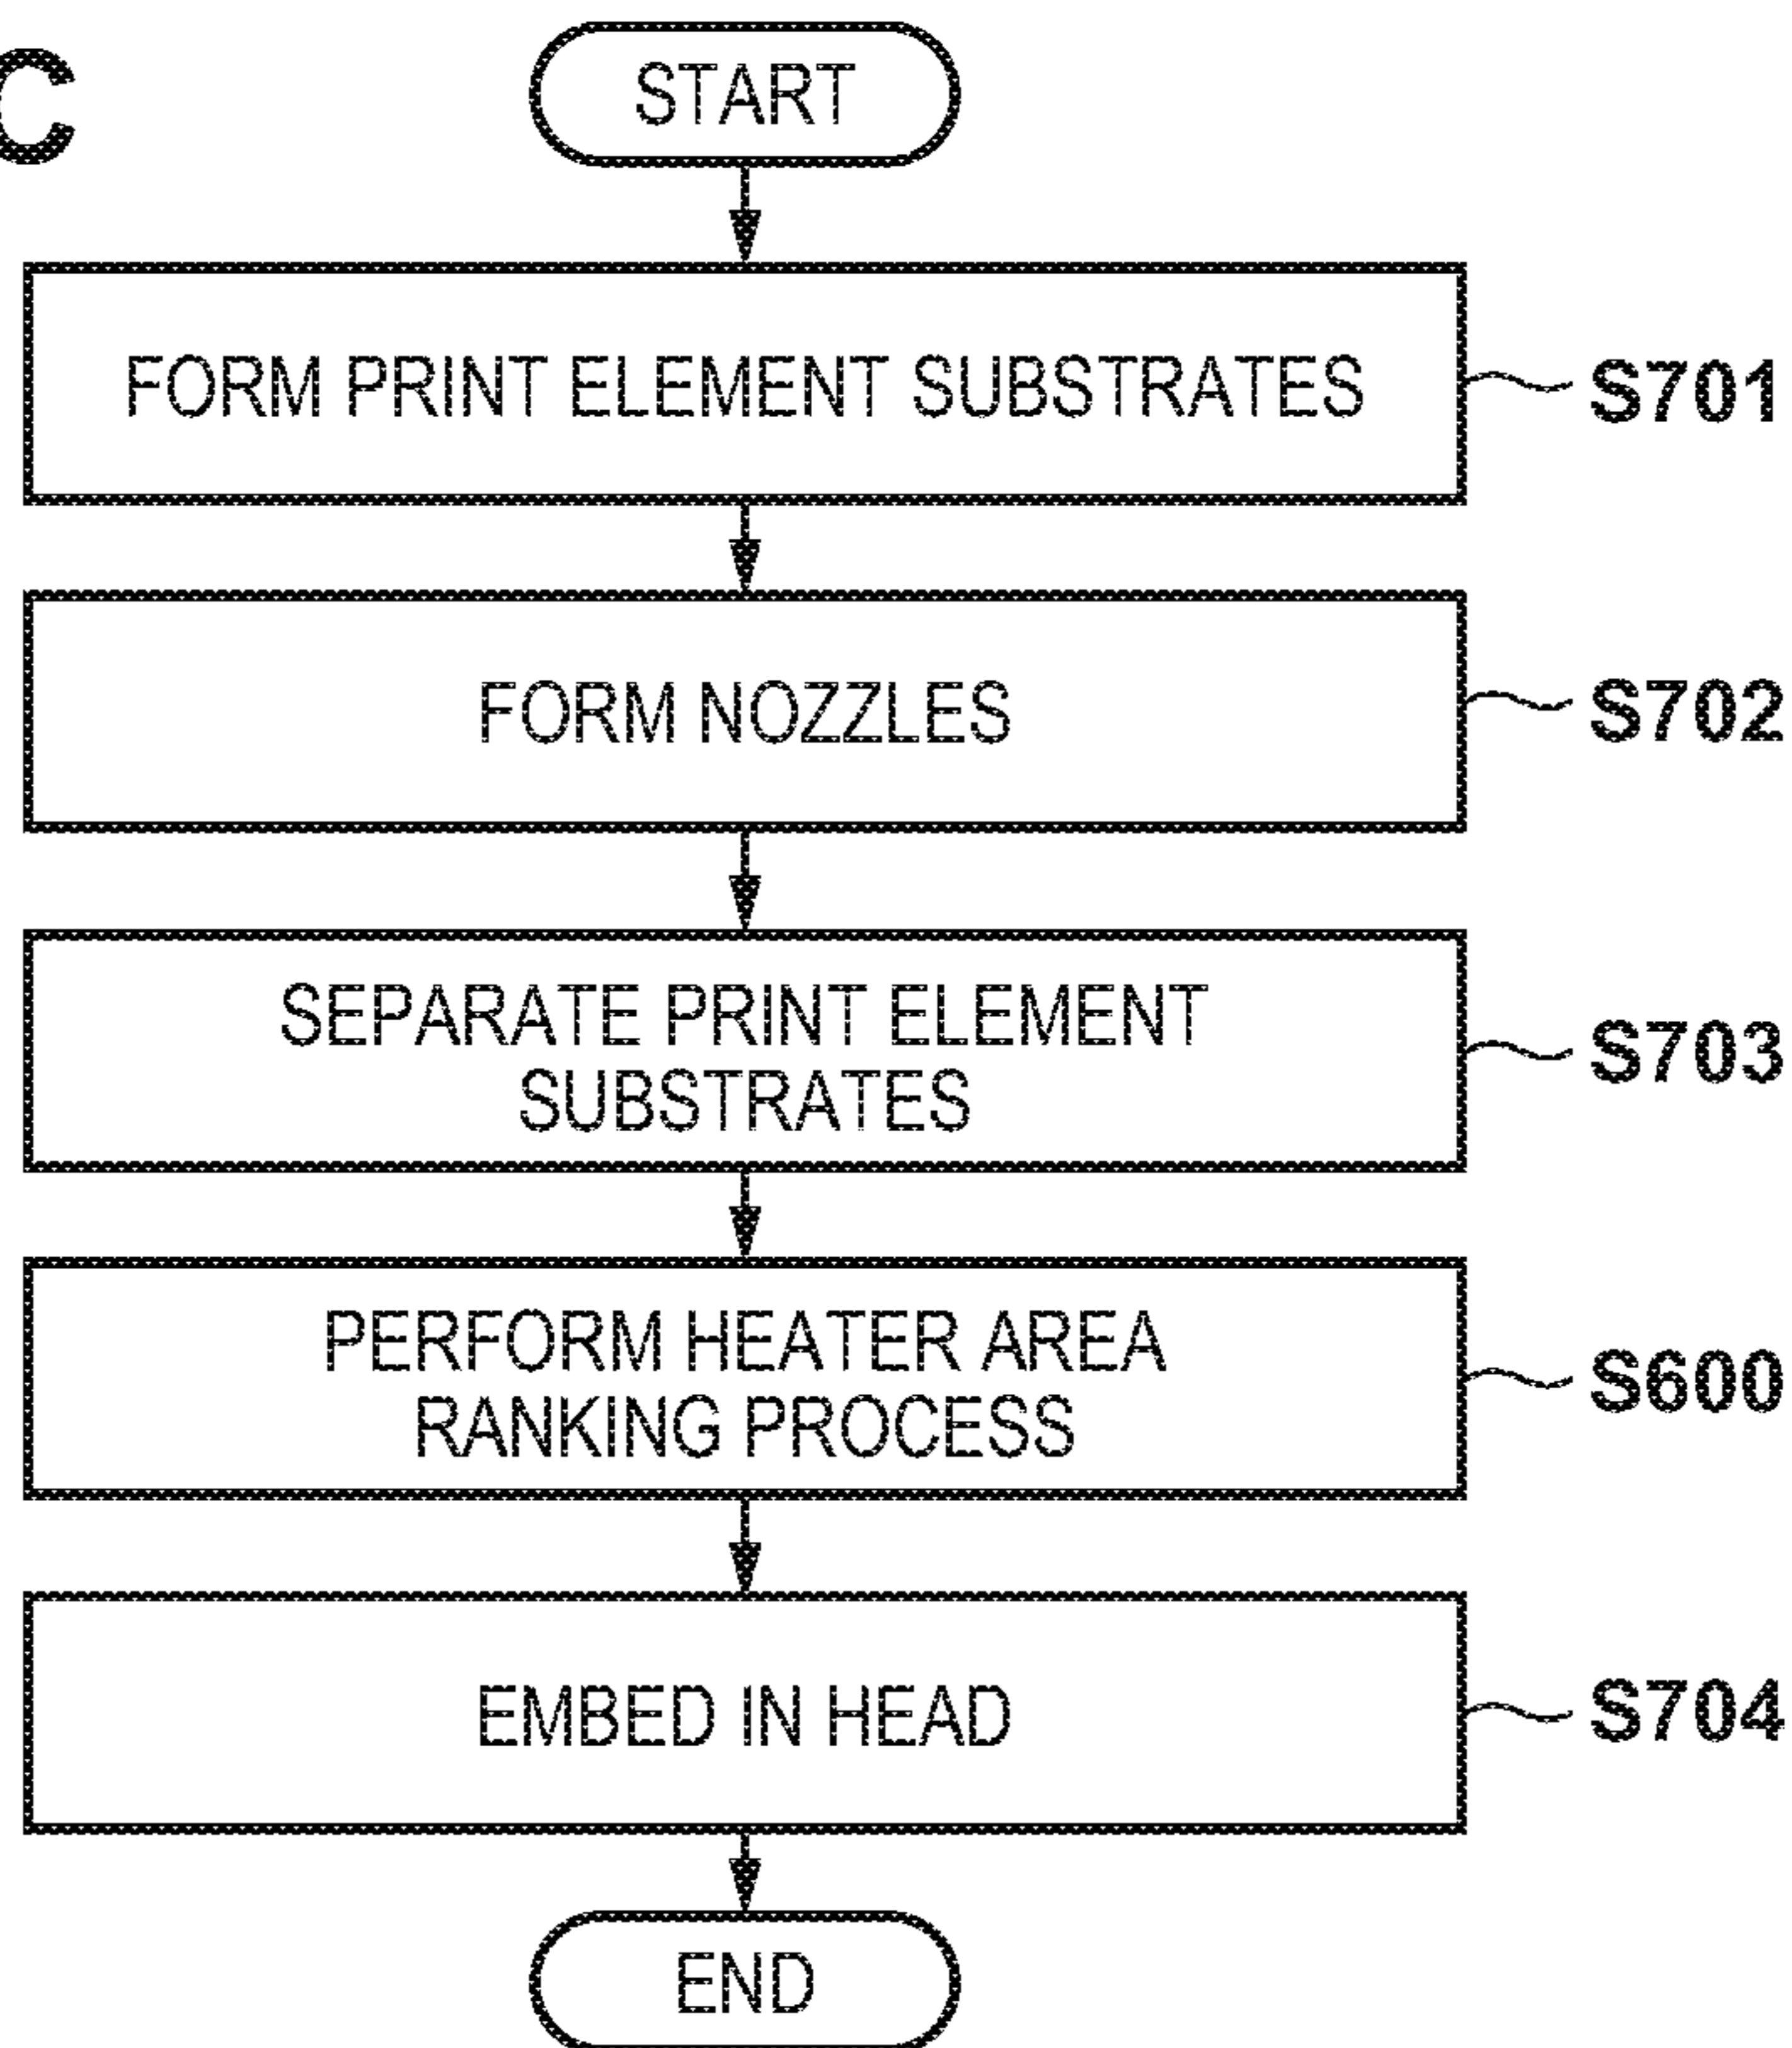 C
START
FORM PRINT ELEMENT SUBSTRATES
S701
FORM NOZZLES
S702
SEPARATE PRINT ELEMENT
SUBSTRATES
S703
PERFORM HEATER AREA
RANKING PROCESS
S600
EMBED IN HEAD
S704
END